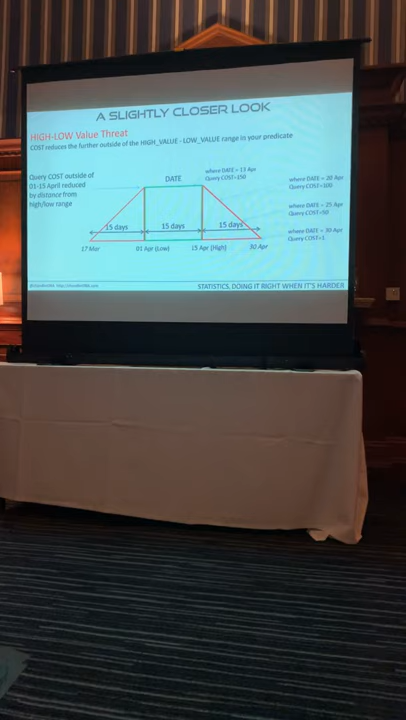 A SLIGHTLY CLOSER LOOK
HIGH-LOW Value Threat
COST reduces the further outside of the HIGH_VALUE - LOW_VALUE range in your predicate
Query COST outside of
01-15 April reduced
by distance from
high/low range
DATE
where DATE = 13 Apr
Query COST=150
where DATE = 20 Apr
Query COST=100
where DATE = 25 Apr
Query COST=50
where DATE = 30 Apr
Query COST=1
15 days
15 days
15 days
17 Mar
01 Apr (Low)
15 Apr (High)
30 Apr
STATISTICS, DOING IT RIGHT WHEN IT'S HARDER